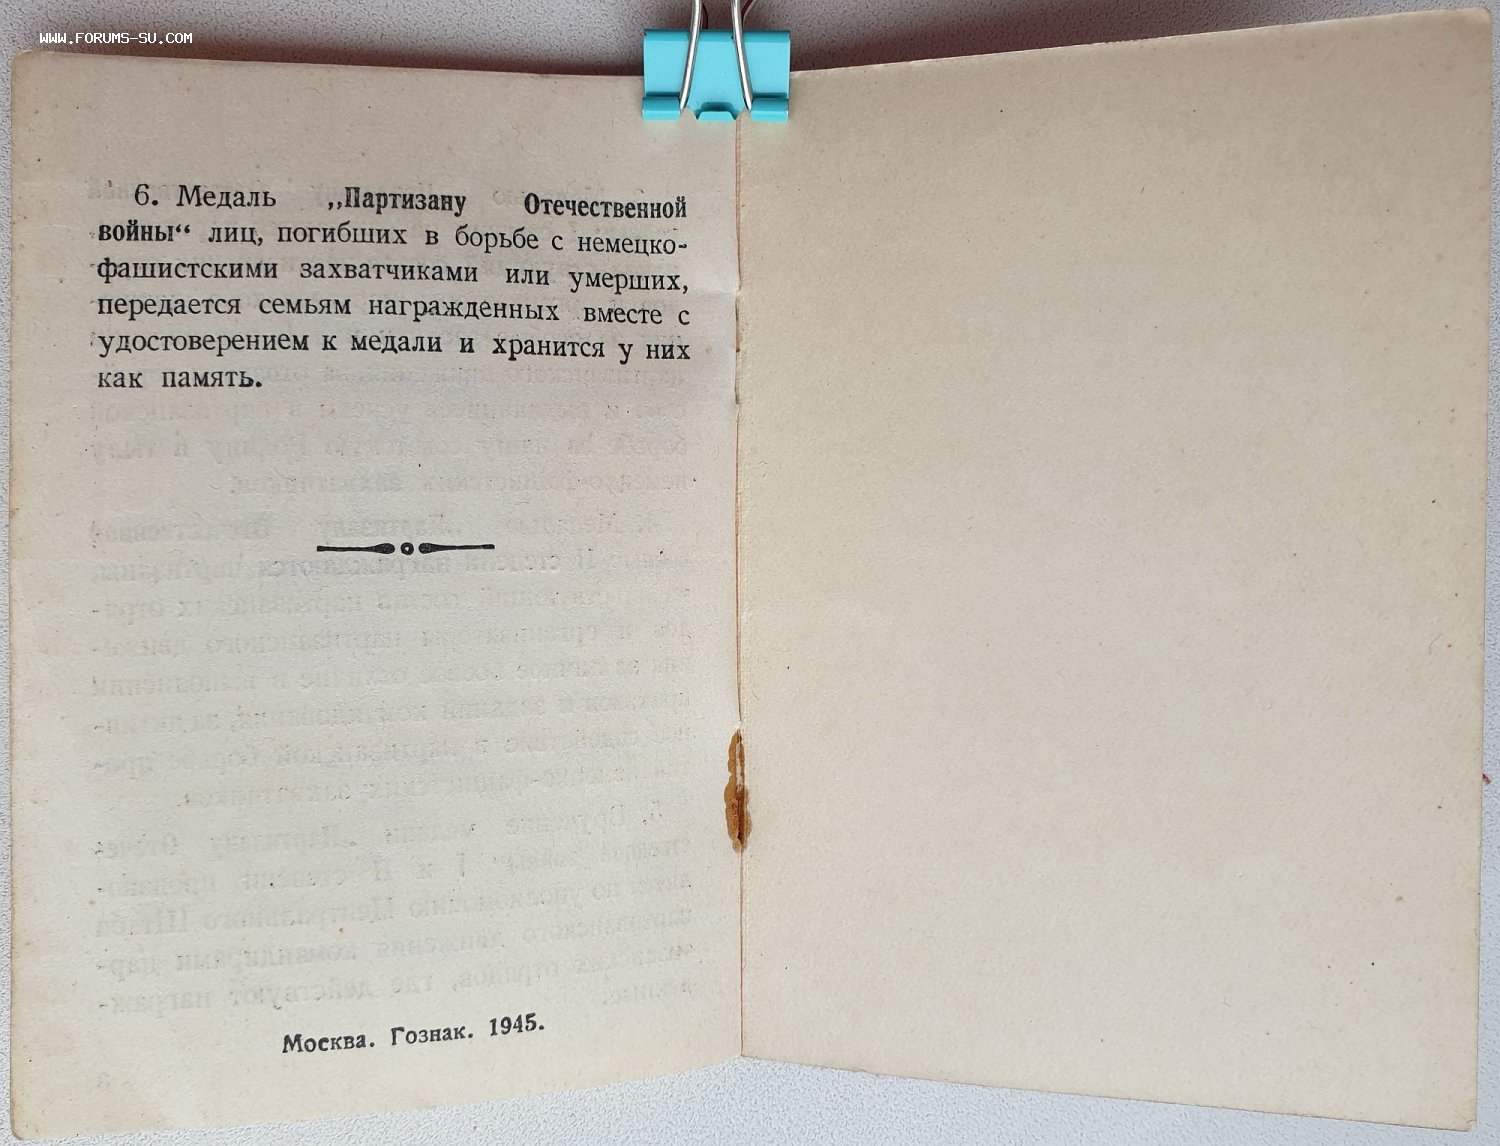 WWW.FORUMS-SU.COM
6. Медаль „Партизану Отечественной
войны“ лиц, погибших в борьбе с немецко-
фашистскими захватчиками или умерших,
передается семьям награжденных вместе с
удостоверением к медали и хранится у них
как память.
Москва. Гознак. 1945.